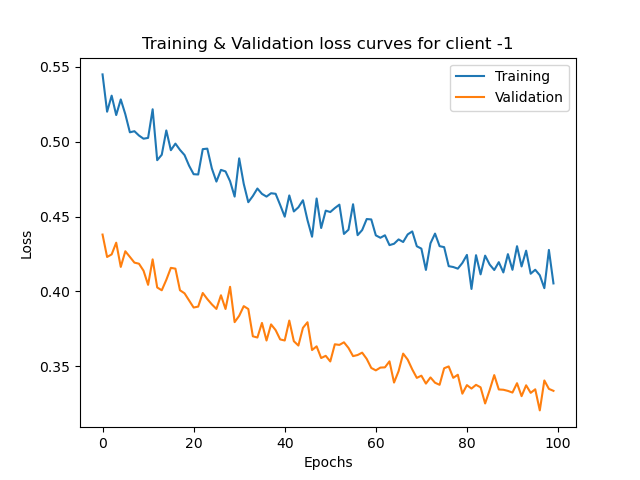 Training & Validation loss curves for client -1
Training
Validation
Loss
0.55
0.50
0.45
0.40
0.35
0 20 40 60 80 100
Epochs